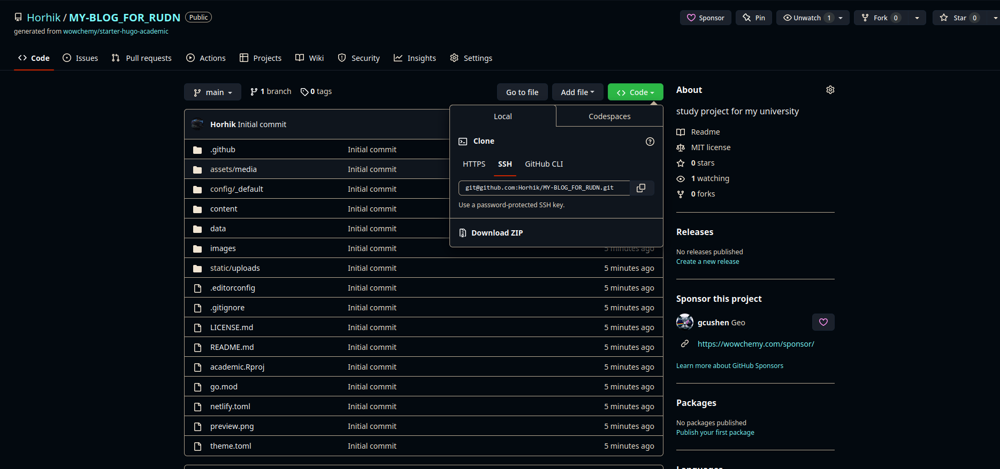 Horhik / MY-BLOG_FOR_RUDN Public
Sponsor Pin Unwatch 1 Fork 0 Star 0
generated from wowchemy/starter-hugo-academic
Code Issues Pull requests Actions Projects Wiki Security Insights Settings
main 1 branch 0 tags Go to file Add file Code
Horhik Initial commit
.github Initial commit
assets/media Initial commit
config/_default Initial commit
content Initial commit
data Initial commit
images Initial commit 5 minutes ago
static/uploads Initial commit 5 minutes ago
.editorconfig Initial commit 5 minutes ago
.gitignore Initial commit 5 minutes ago
LICENSE.md Initial commit 5 minutes ago
README.md Initial commit 5 minutes ago
academic.Rproj Initial commit 5 minutes ago
go.mod Initial commit 5 minutes ago
netlify.toml Initial commit 5 minutes ago
preview.png Initial commit 5 minutes ago
theme.toml Initial commit 5 minutes ago
Local Codespaces
Clone
HTTPS SSH GitHub CLI
git@github.com:Horhik/MY-BLOG_FOR_RUDN.git
Use a password-protected SSH key.
Download ZIP
About
study project for my university
Readme
MIT license
0 stars
1 watching
0 forks
Releases
No releases published
Create a new release
Sponsor this project
gcushen Geo
https://wowchemy.com/sponsor/
Learn more about GitHub Sponsors
Packages
No packages published
Publish your first package
Languages